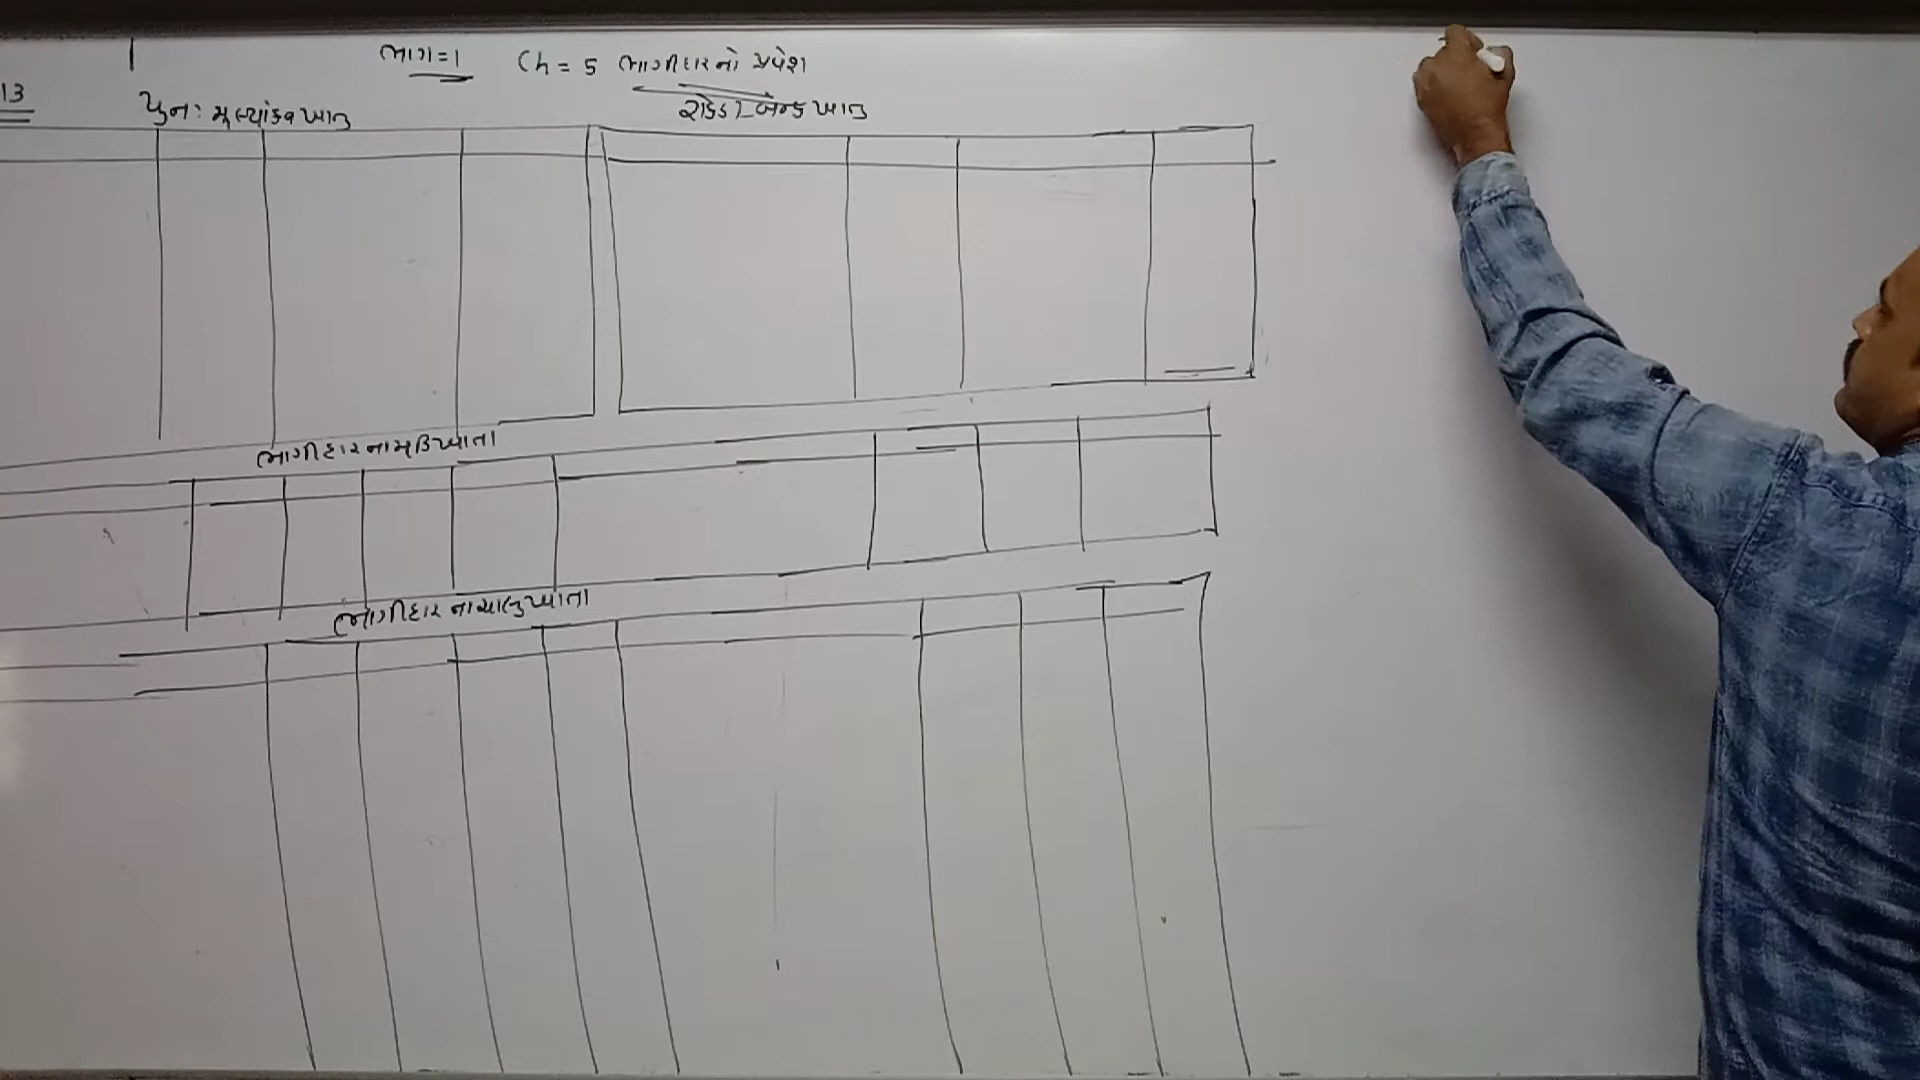 ભાગ=1 Ch = 5 ભાગીદારનો પ્રવેશ
13
પુનઃ મૂલ્યાંકન ખાતુ
રોકડ/બેન્ક ખાતુ
ભાગીદારના મૂડી ખાતા
ભાગીદારના ચાલુ ખાતા